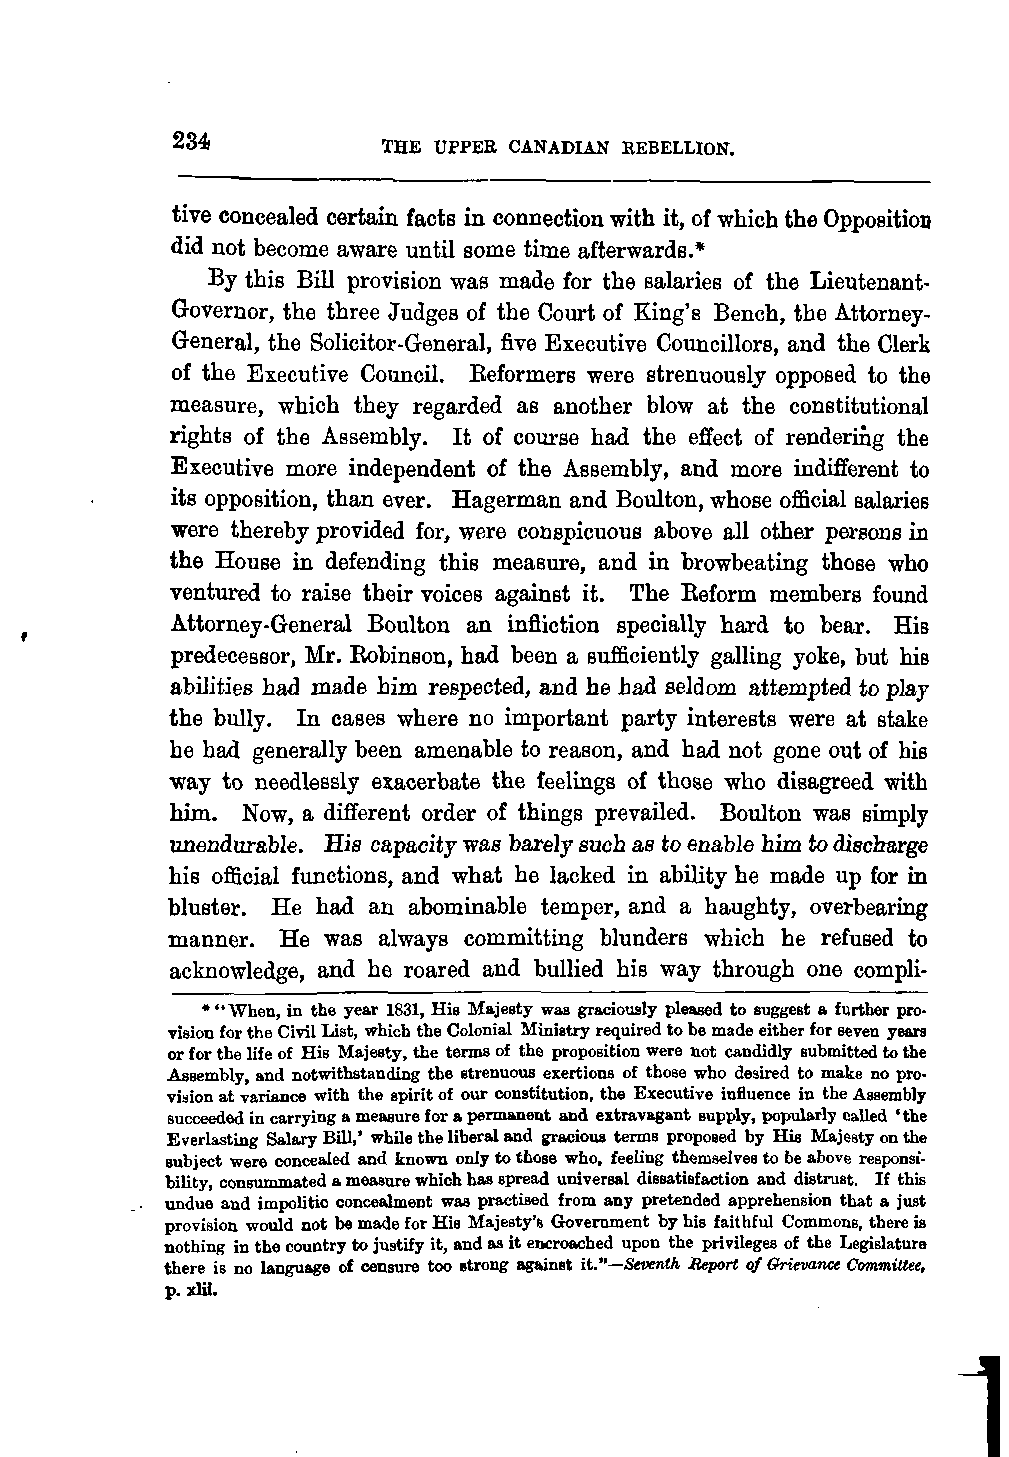 234 THE UPPER CANADIAN REBELLION.
tive concealed certain facts in connection with it, of which the Opposition
did not become aware until some time afterwards.*
By this Bill provision was made for the salaries of the Lieutenant-
Governor, the three Judges of the Court of King's Bench, the Attorney-
General, the Solicitor-General, five Executive Councillors, and the Clerk
of the Executive Council. Reformers were strenuously opposed to the
measure, which they regarded as another blow at the constitutional
rights of the Assembly. It of course had the effect of rendering the
Executive more independent of the Assembly, and more indifferent to
its opposition, than ever. Hagerman and Boulton, whose official salaries
were thereby provided for, were conspicuous above all other persons in
the House in defending this measure, and in browbeating those who
ventured to raise their voices against it. The Reform members found
Attorney-General Boulton an infliction specially hard to bear. His
predecessor, Mr. Robinson, had been a sufficiently galling yoke, but his
abilities had made him respected, and he had seldom attempted to play
the bully. In cases where no important party interests were at stake
he had generally been amenable to reason, and had not gone out of his
way to needlessly exacerbate the feelings of those who disagreed with
him. Now, a different order of things prevailed. Boulton was simply
unendurable. His capacity was barely such as to enable him to discharge
his official functions, and what he lacked in ability he made up for in
bluster. He had an abominable temper, and a haughty, overbearing
manner. He was always committing blunders which he refused to
acknowledge, and he roared and bullied his way through one compli-
* "When, in the year 1831, His Majesty was graciously pleased to suggest a further pro-
vision for the Civil List, which the Colonial Ministry required to be made either for seven years
or for the life of His Majesty, the terms of the proposition were not candidly submitted to the
Assembly, and notwithstanding the strenuous exertions of those who desired to make no pro-
vision at variance with the spirit of our constitution, the Executive influence in the Assembly
succeeded in carrying a measure for a permanent and extravagant supply, popularly called 'the
Everlasting Salary Bill,' while the liberal and gracious terms proposed by His Majesty on the
subject were concealed and known only to those who, feeling themselves to be above responsi-
bility, consummated a measure which has spread universal dissatisfaction and distrust. If this
undue and impolitic concealment was practised from any pretended apprehension that a just
provision would not be made for His Majesty's Government by his faithful Commons, there is
nothing in the country to justify it, and as it encroached upon the privileges of the Legislature
there is no language of censure too strong against it."—Seventh Report of Grievance Committee,
p. xlii.